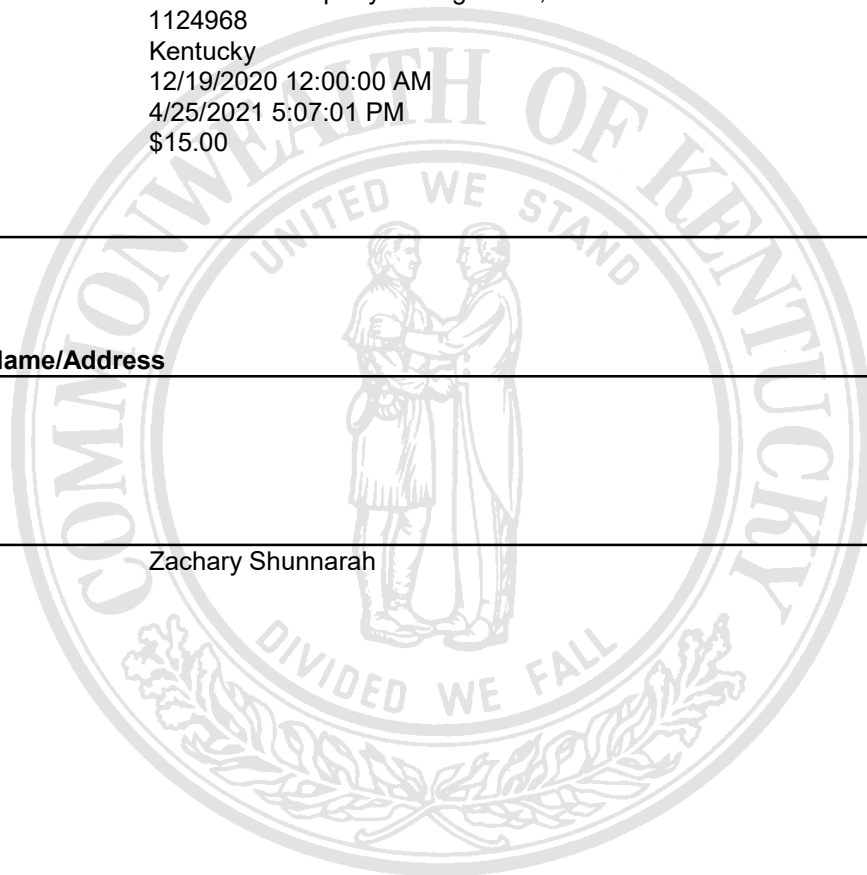 1124968
Kentucky
12/19/2020 12:00:00 AM
4/25/2021 5:07:01 PM
$15.00
COMMONWEALTH OF KENTUCKY
UNITED WE STAND
Name/Address
Zachary Shunnarah
DIVIDED WE FALL